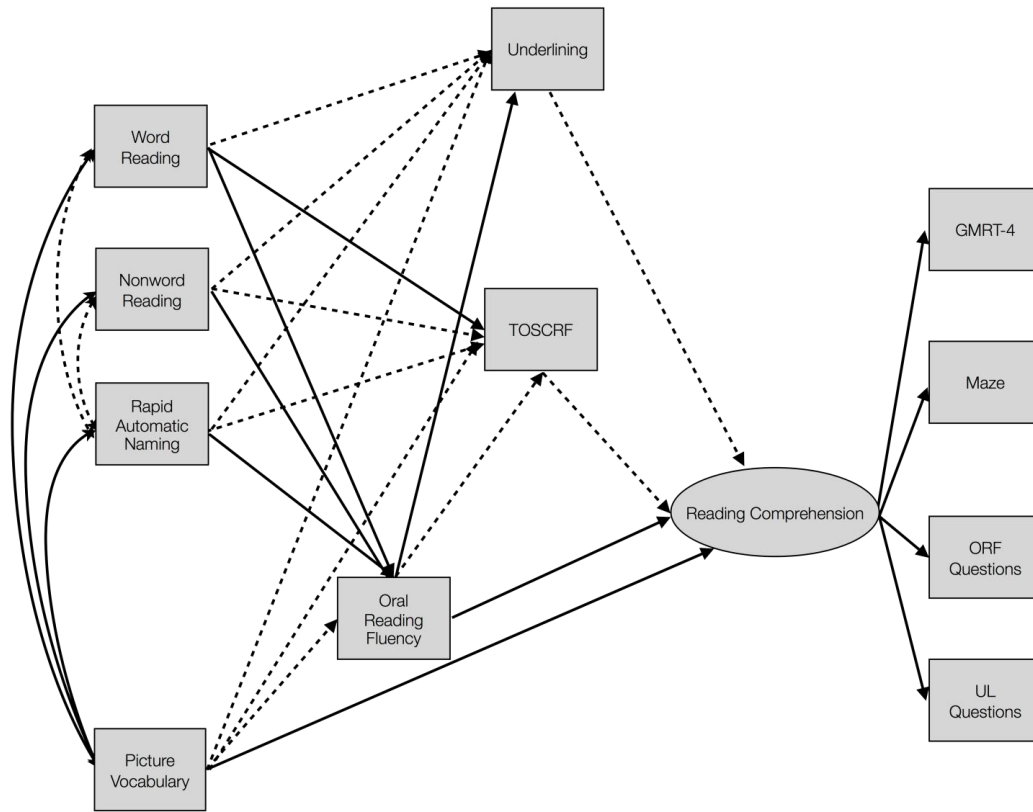 Underlining
Word
Reading
Nonword
Reading
Rapid
Automatic
Naming
Picture
Vocabulary
TOSCRF
Oral
Reading
Fluency
Reading Comprehension
GMRT-4
Maze
ORF
Questions
UL
Questions